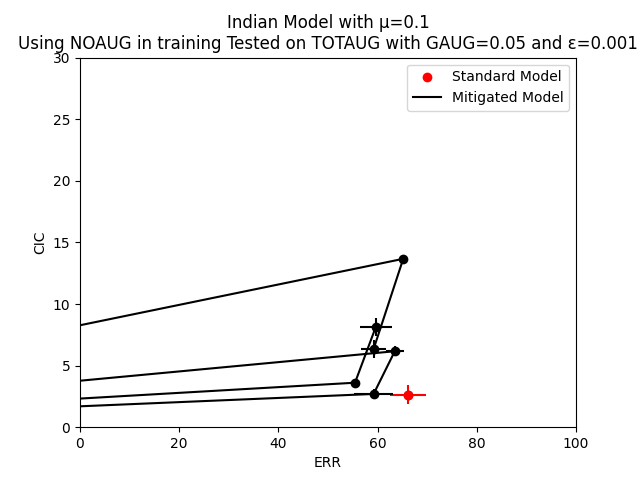 Indian Model with μ=0.1
Using NOAUG in training Tested on TOTAUG with GAUG=0.05 and ε=0.001
Standard Model
Mitigated Model
30
25
20
15
10
5
0
CIC
0 20 40 60 80 100
ERR